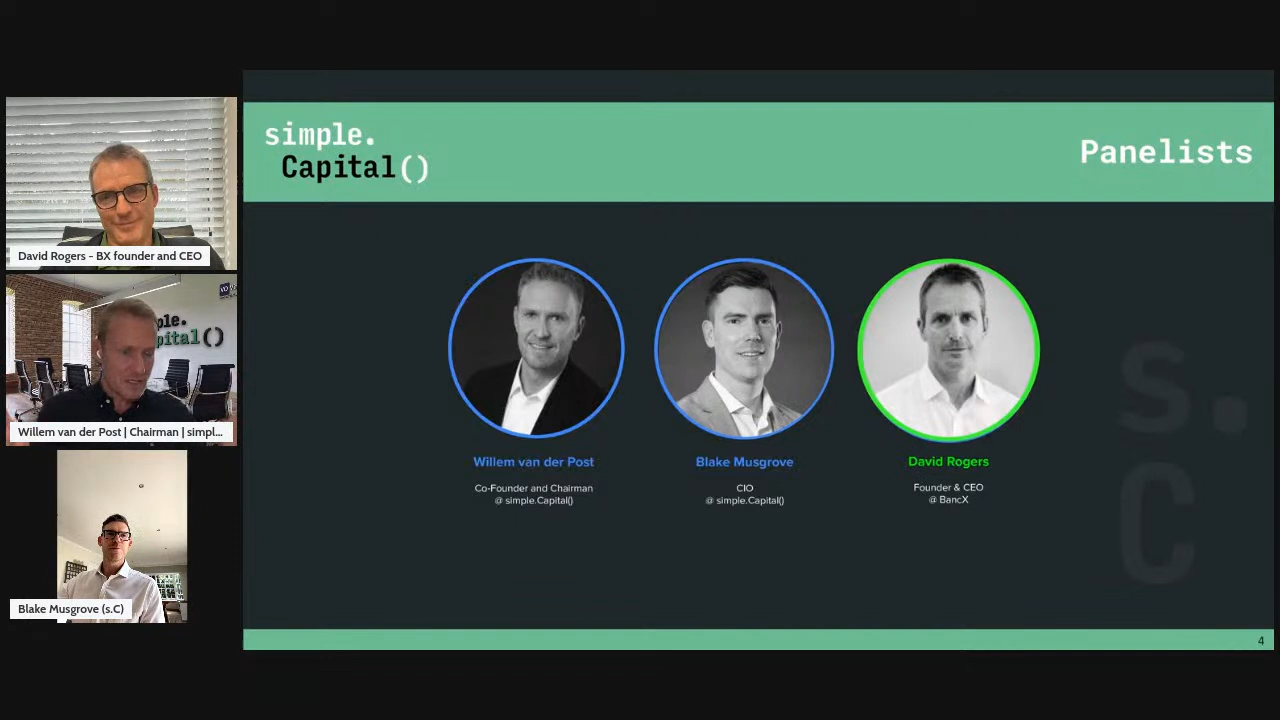 simple.
Capital()
Panelists
David Rogers - BX founder and CEO
ple.
pital()
Willem van der Post | Chairman | simpl...
Blake Musgrove (s.C)
Willem van der Post
Co-Founder and Chairman
@ simple.Capital()
Blake Musgrove
CIO
@ simple.Capital()
David Rogers
Founder & CEO
@ BancX
s.
C
4